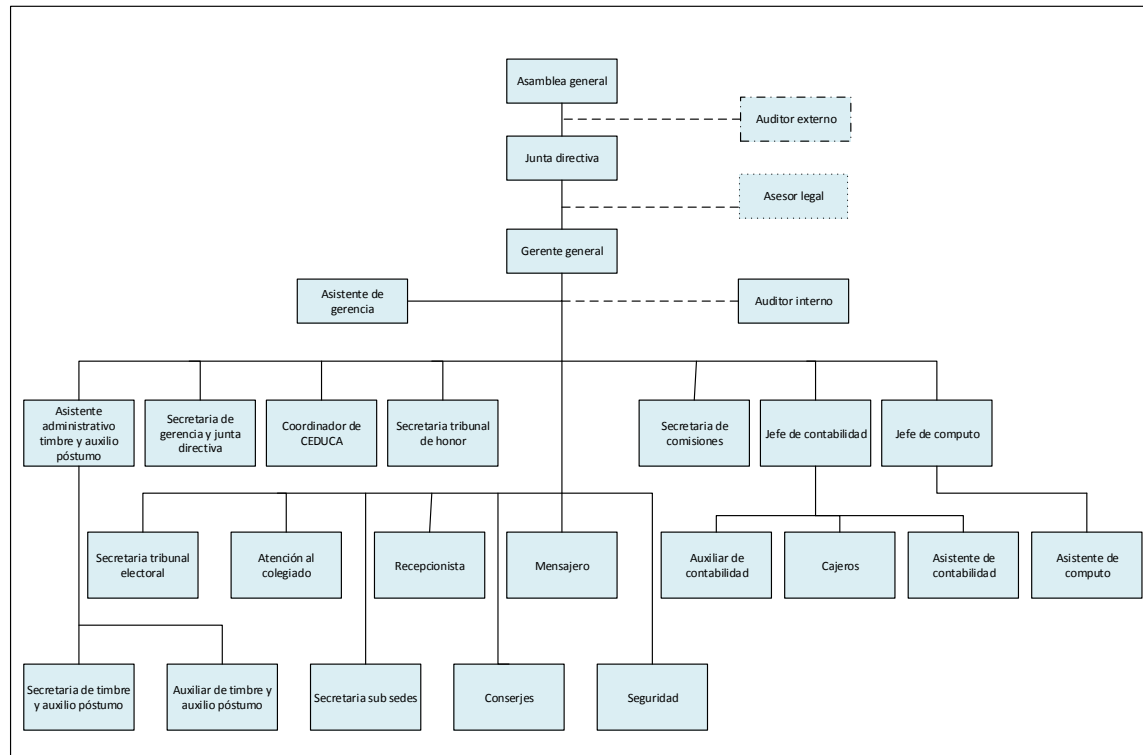 Asamblea general
Auditor externo
Junta directiva
Asesor legal
Gerente general
Asistente de
gerencia
Auditor interno
Asistente
administrativo
timbre y auxilio
póstumo
Secretaria de
gerencia y junta
directiva
Coordinador de
CEDUCA
Secretaria tribunal
de honor
Secretaria de
comisiones
Jefe de contabilidad
Jefe de computo
Secretaria tribunal
electoral
Atención al
colegiado
Recepcionista
Mensajero
Auxiliar de
contabilidad
Cajeros
Asistente de
contabilidad
Asistente de
computo
Secretaria de timbre
y auxilio póstumo
Auxiliar de timbre y
auxilio póstumo
Secretaria sub sedes
Conserjes
Seguridad